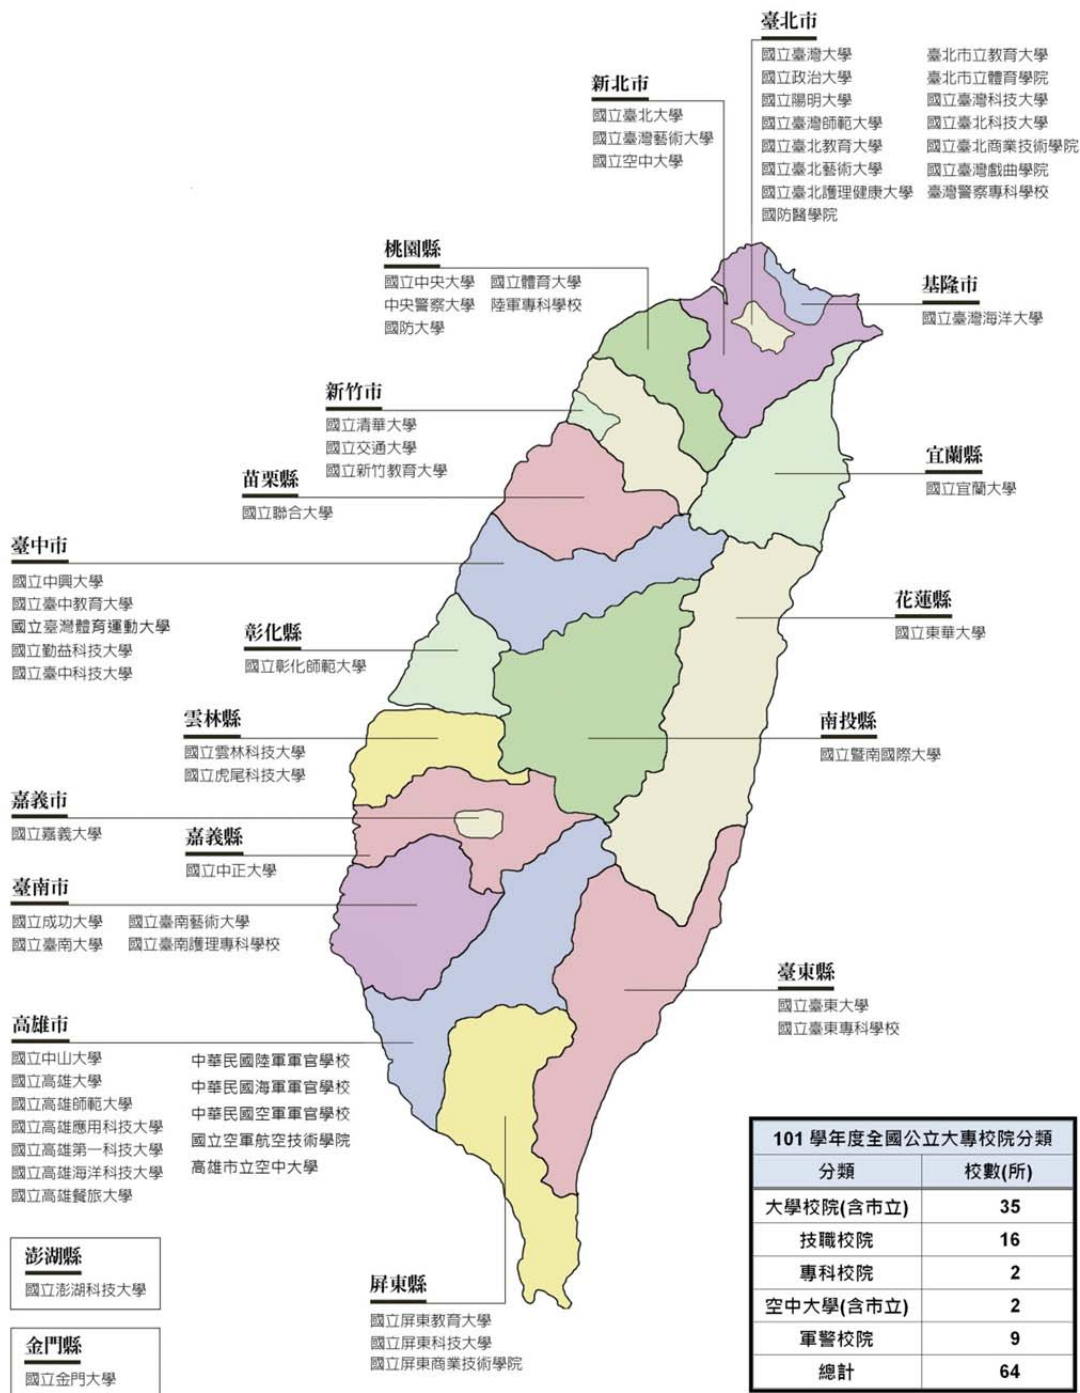 臺北市
國立臺灣大學
國立政治大學
國立陽明大學
國立臺灣師範大學
國立臺北教育大學
國立臺北藝術大學
國立臺北護理健康大學
國防醫學院
臺北市立教育大學
臺北市立體育學院
國立臺灣科技大學
國立臺北科技大學
國立臺北商業技術學院
國立臺灣戲曲學院
臺灣警察專科學校
新北市
國立臺北大學
國立臺灣藝術大學
國立空中大學
桃園縣
國立中央大學
中央警察大學
國防大學
國立體育大學
陸軍專科學校
基隆市
國立臺灣海洋大學
新竹市
國立清華大學
國立交通大學
國立新竹教育大學
宜蘭縣
國立宜蘭大學
苗栗縣
國立聯合大學
臺中市
國立中興大學
國立臺中教育大學
國立臺灣體育運動大學
國立勤益科技大學
國立臺中科技大學
花蓮縣
國立東華大學
彰化縣
國立彰化師範大學
雲林縣
國立雲林科技大學
國立虎尾科技大學
南投縣
國立暨南國際大學
嘉義市
國立嘉義大學
嘉義縣
國立中正大學
臺南市
國立成功大學
國立臺南大學
國立臺南藝術大學
國立臺南護理專科學校
臺東縣
國立臺東大學
國立臺東專科學校
高雄市
國立中山大學
國立高雄大學
國立高雄師範大學
國立高雄應用科技大學
國立高雄第一科技大學
國立高雄海洋科技大學
國立高雄餐旅大學
中華民國陸軍軍官學校
中華民國海軍軍官學校
中華民國空軍軍官學校
國立空軍航空技術學院
高雄市立空中大學
澎湖縣
國立澎湖科技大學
金門縣
國立金門大學
屏東縣
國立屏東教育大學
國立屏東科技大學
國立屏東商業技術學院
101 學年度全國公立大專校院分類
分類 校數(所)
大學校院(含市立) 35
技職校院 16
專科校院 2
空中大學(含市立) 2
軍警校院 9
總計 64